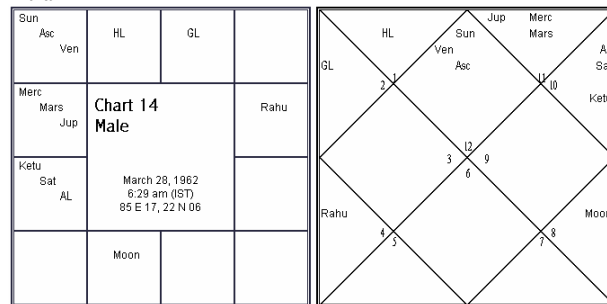 Sun
Asc
Ven
HL
GL
Merc
Mars
Jup
Chart 14
Male
Rahu
Ketu
Sat
AL
March 28, 1962
6:29 am (IST)
85 E 17, 22 N 06
Moon
Jup Merc
Mars
HL
Sun
Ven
Asc
GL
Sa
Ketu
2 1
11 10
12
3 9
6
Rahu
Moon
4 5
8
7